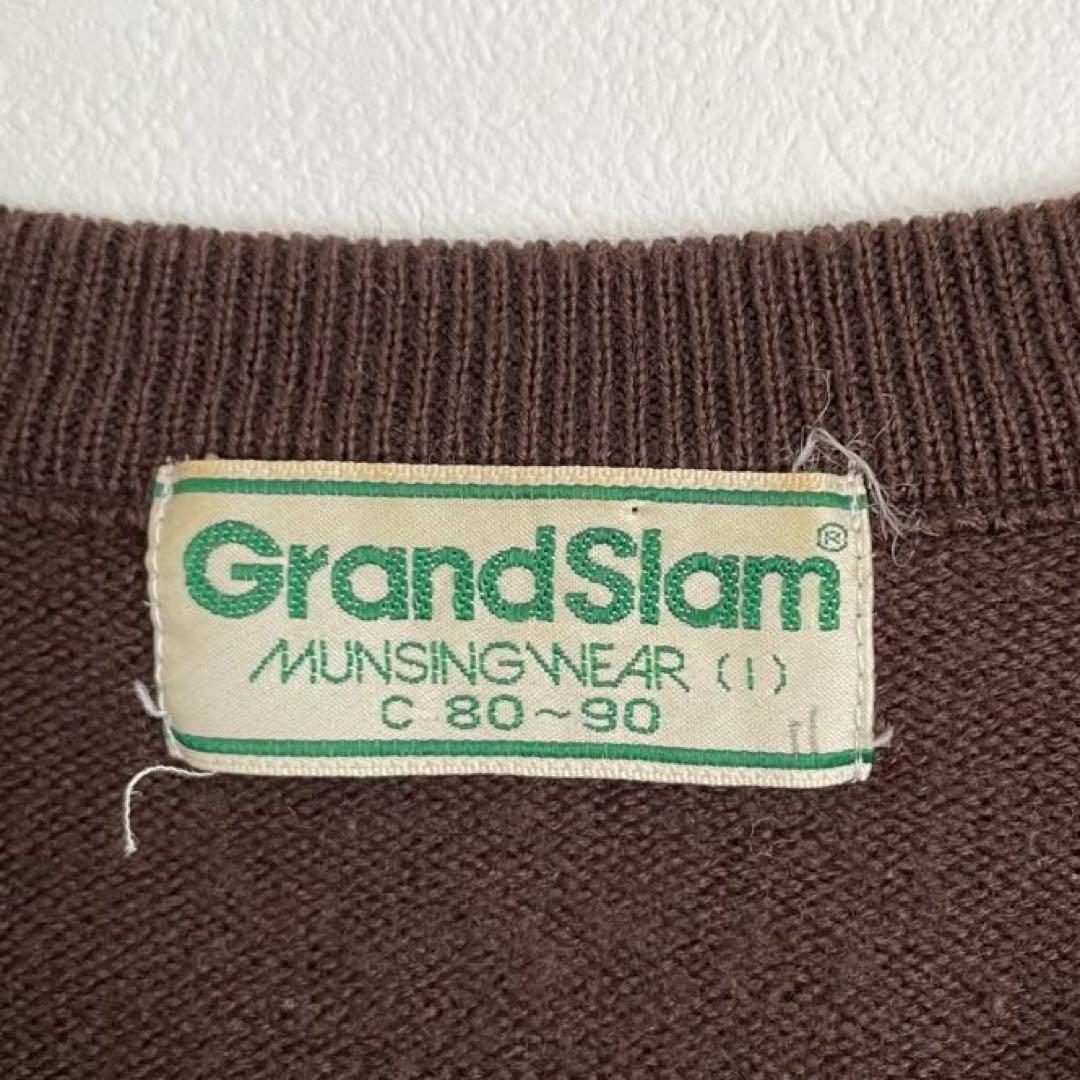 GrandSlam®
MUNSINGWEAR (I)
C 80~90